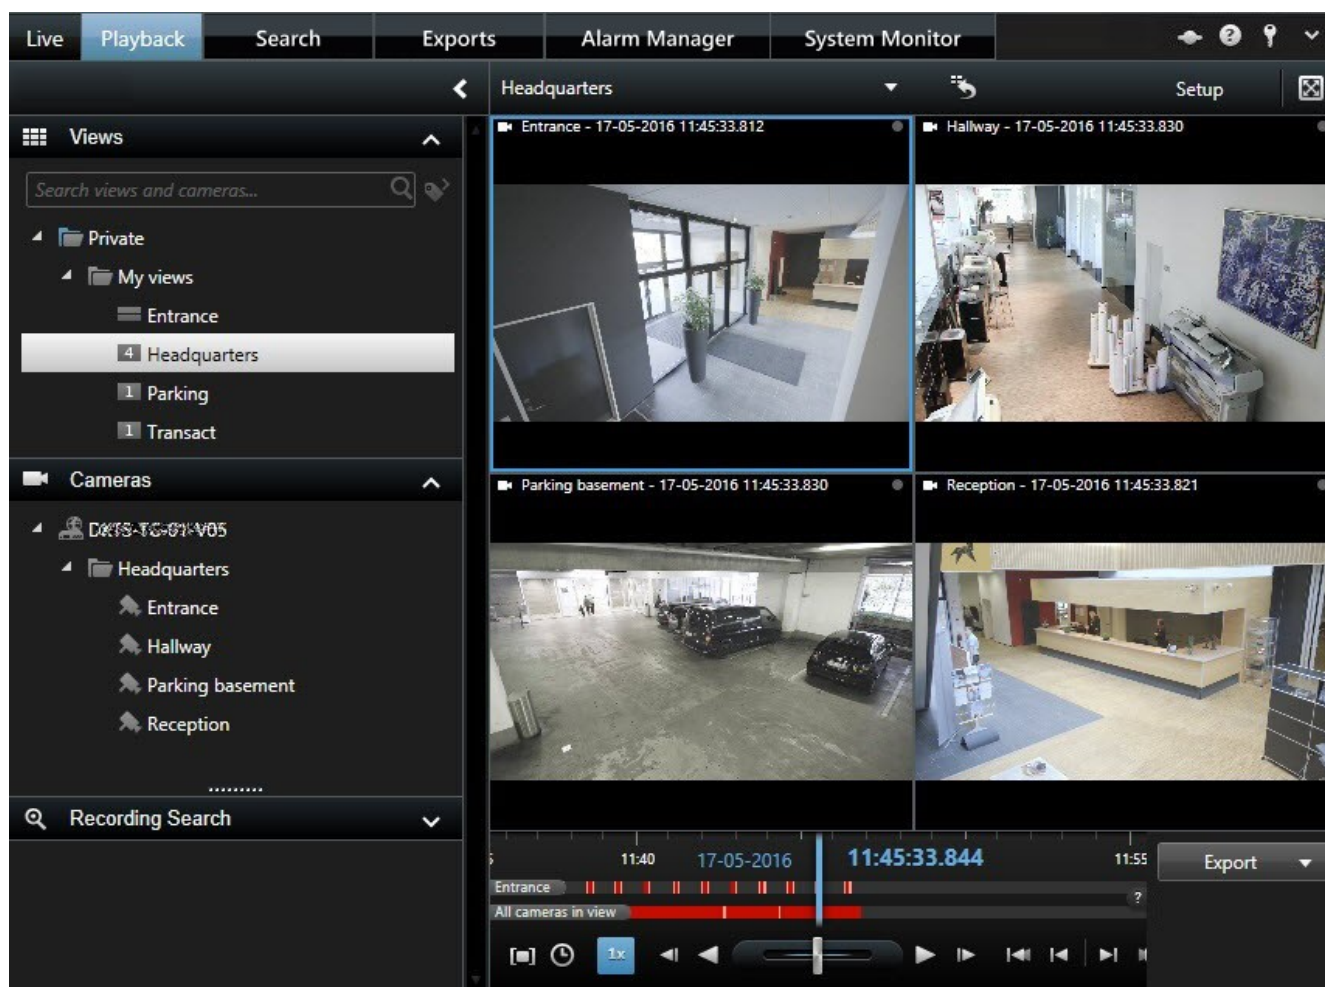 Live Playback Search Exports Alarm Manager System Monitor
Headquarters Setup
Views
Search views and cameras...
Private
My views
Entrance
4 Headquarters
1 Parking
1 Transact
Cameras
Headquarters
Entrance
Hallway
Parking basement
Reception
Recording Search
Entrance - 17-05-2016 11:45:33.812
Hallway - 17-05-2016 11:45:33.830
Parking basement - 17-05-2016 11:45:33.830
Reception - 17-05-2016 11:45:33.821
11:40 17-05-2016 11:45:33.844 11:55
Export
Entrance
?
All cameras in view
1x